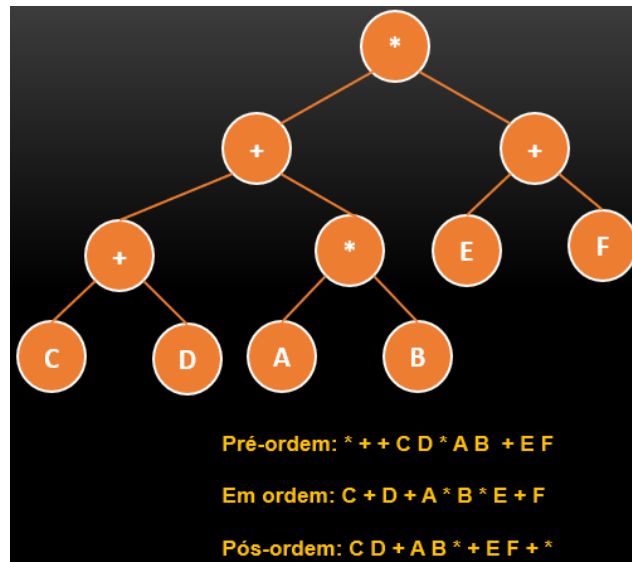 *
+ +
+ * E F
C D A B
Pré-ordem: * + + C D * A B + E F
Em ordem: C + D + A * B * E + F
Pós-ordem: C D + A B * + E F + *